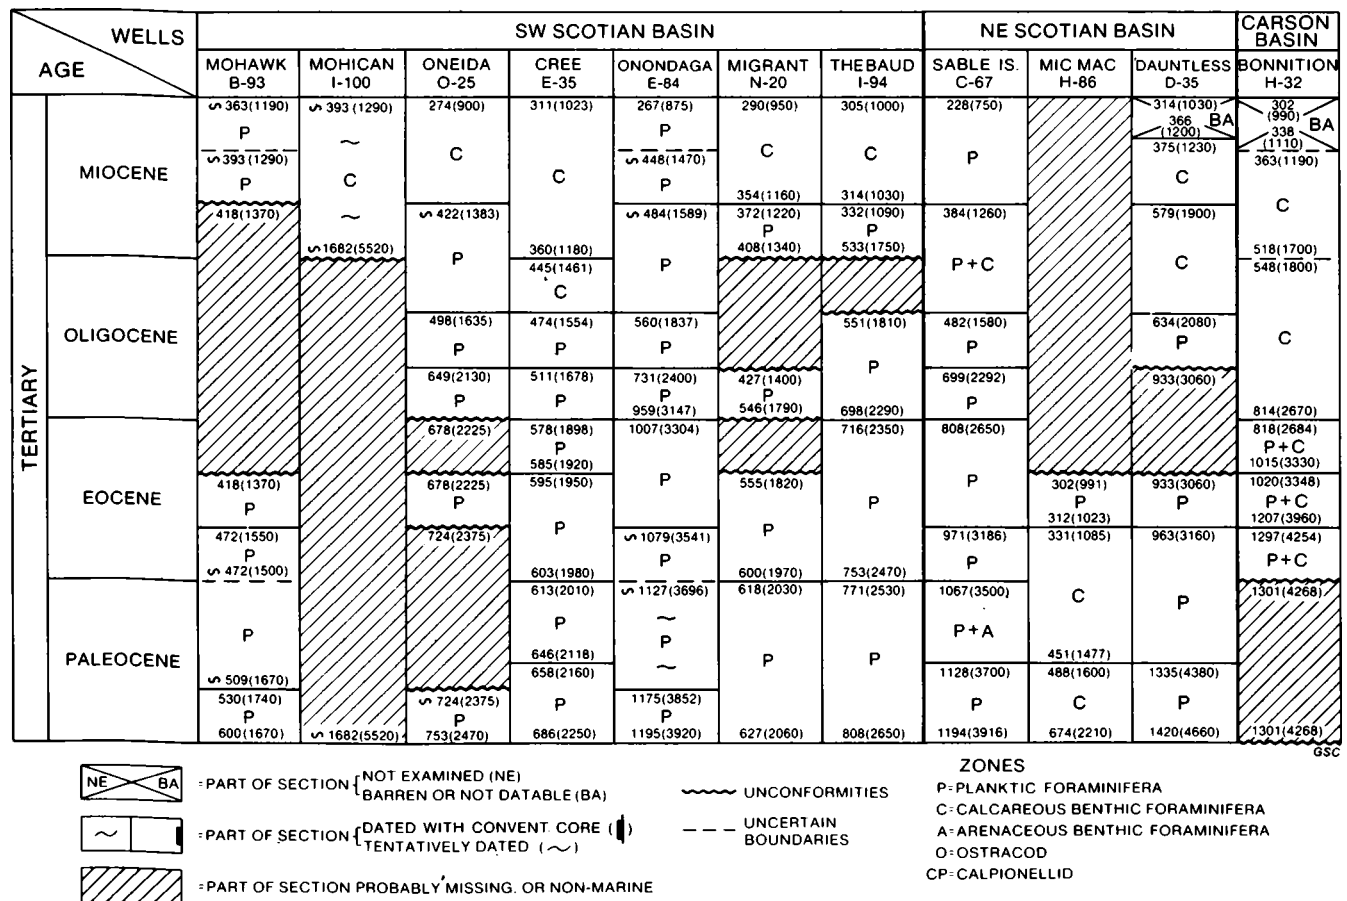 WELLS
AGE
SW SCOTIAN BASIN
NE SCOTIAN BASIN
CARSON
BASIN
MOHAWK
B-93
MOHICAN
I-100
ONEIDA
O-25
CREE
E-35
ONONDAGA
E-84
MIGRANT
N-20
THEBAUD
I-94
SABLE IS.
C-67
MIC MAC
H-86
DAUNTLESS
D-35
BONNITION
H-32
TERTIARY
MIOCENE
OLIGOCENE
EOCENE
PALEOCENE
∽ 363(1190)
P
∽ 393(1290)
P
418(1370)
418(1370)
P
472(1550)
P
∽ 472(1500)
P
∽ 509(1670)
530(1740)
P
600(1670)
∽ 393(1290)
~
C
~
∽ 1682(5520)
∽ 1682(5520)
274(900)
C
∽ 422(1383)
P
498(1635)
P
649(2130)
P
678(2225)
678(2225)
P
724(2375)
∽ 724(2375)
P
753(2470)
311(1023)
C
360(1180)
445(1461)
C
474(1554)
P
511(1678)
P
578(1898)
P
585(1920)
595(1950)
P
603(1980)
613(2010)
P
646(2118)
658(2160)
P
686(2250)
267(875)
P
∽ 448(1470)
P
∽ 484(1589)
P
560(1837)
P
731(2400)
P
959(3147)
1007(3304)
P
∽ 1079(3541)
P
∽ 1127(3696)
~
P
~
1175(3852)
P
1195(3920)
290(950)
C
354(1160)
372(1220)
P
408(1340)
427(1400)
P
546(1790)
555(1820)
P
600(1970)
618(2030)
P
627(2060)
305(1000)
C
314(1030)
332(1090)
P
533(1750)
551(1810)
P
698(2290)
716(2350)
P
753(2470)
771(2530)
P
808(2650)
228(750)
P
384(1260)
P+C
482(1580)
P
699(2292)
P
808(2650)
P
971(3186)
P
1067(3500)
P+A
1128(3700)
P
1194(3916)
302(991)
P
312(1023)
331(1085)
C
451(1477)
488(1600)
C
674(2210)
314(1030)
366 BA
(1200)
375(1230)
C
579(1900)
C
634(2080)
P
933(3060)
933(3060)
P
963(3160)
P
1335(4380)
P
1420(4660)
302
(990) BA
338
(1110)
363(1190)
C
518(1700)
548(1800)
C
814(2670)
818(2684)
P+C
1015(3330)
1020(3348)
P+C
1207(3960)
1297(4254)
P+C
1301(4268)
1301(4268)
GSC
NE BA =PART OF SECTION { NOT EXAMINED (NE)
BARREN OR NOT DATABLE (BA)
~ =PART OF SECTION { DATED WITH CONVENT. CORE ( )
TENTATIVELY DATED (~)
=PART OF SECTION PROBABLY MISSING. OR NON-MARINE
UNCONFORMITIES
UNCERTAIN
BOUNDARIES
ZONES
P=PLANKTIC FORAMINIFERA
C=CALCAREOUS BENTHIC FORAMINIFERA
A=ARENACEOUS BENTHIC FORAMINIFERA
O=OSTRACOD
CP=CALPIONELLID